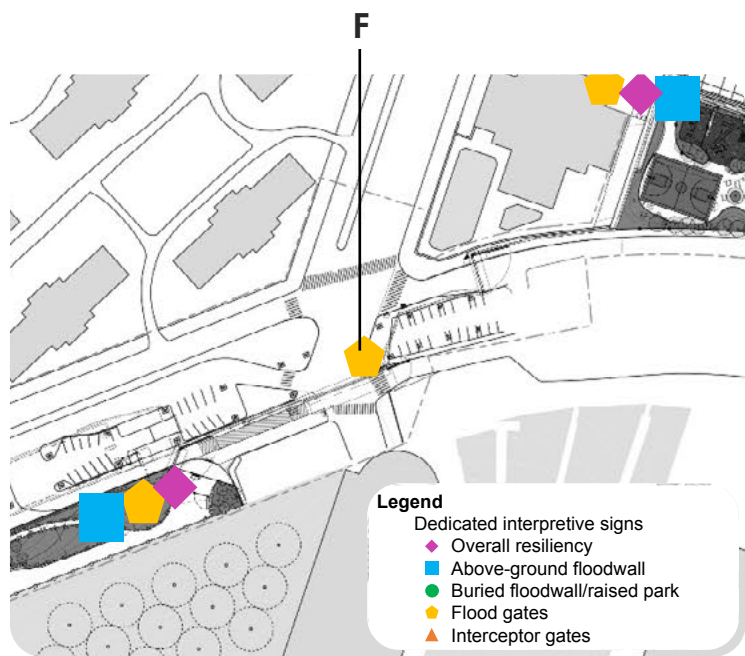 F
Legend
Dedicated interpretive signs
Overall resiliency
Above-ground floodwall
Buried floodwall/raised park
Flood gates
Interceptor gates